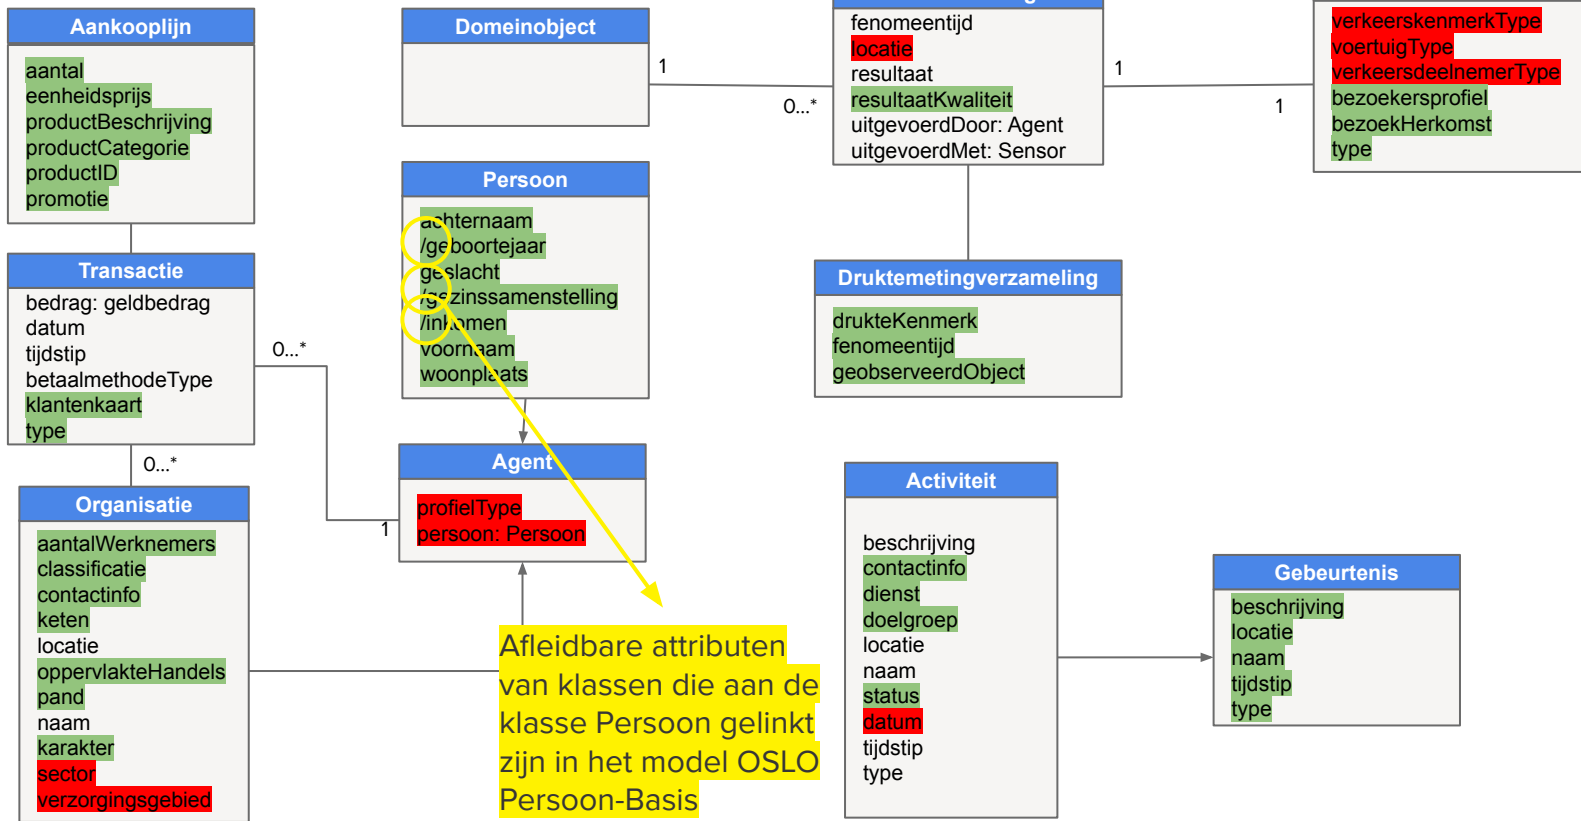 Aankooplijn
aantal
eenheidsprijs
productBeschrijving
productCategorie
productID
promotie
Transactie
bedrag: geldbedrag
datum
tijdstip
betaalmethodeType
klantenkaart
type
0...*
0...*
Organisatie
aantalWerknemers
classificatie
contactinfo
keten
locatie
oppervlakteHandels
pand
naam
karakter
sector
verzorgingsgebied
Domeinobject
1
0...*
Persoon
achternaam
/geboortejaar
geslacht
/gezinssamenstelling
/inkomen
voornaam
woonplaats
Agent
profielType
persoon: Persoon
1
Afleidbare attributen
van klassen die aan de
klasse Persoon gelinkt
zijn in het model OSLO
Persoon-Basis
fenomeentijd
locatie
resultaat
resultaatKwaliteit
uitgevoerdDoor: Agent
uitgevoerdMet: Sensor
1
1
verkeerskenmerkType
voertuigType
verkeersdeelnemerType
bezoekersprofiel
bezoekHerkomst
type
Druktemetingverzameling
drukteKenmerk
fenomeentijd
geobserveerdObject
Activiteit
beschrijving
contactinfo
dienst
doelgroep
locatie
naam
status
datum
tijdstip
type
Gebeurtenis
beschrijving
locatie
naam
tijdstip
type